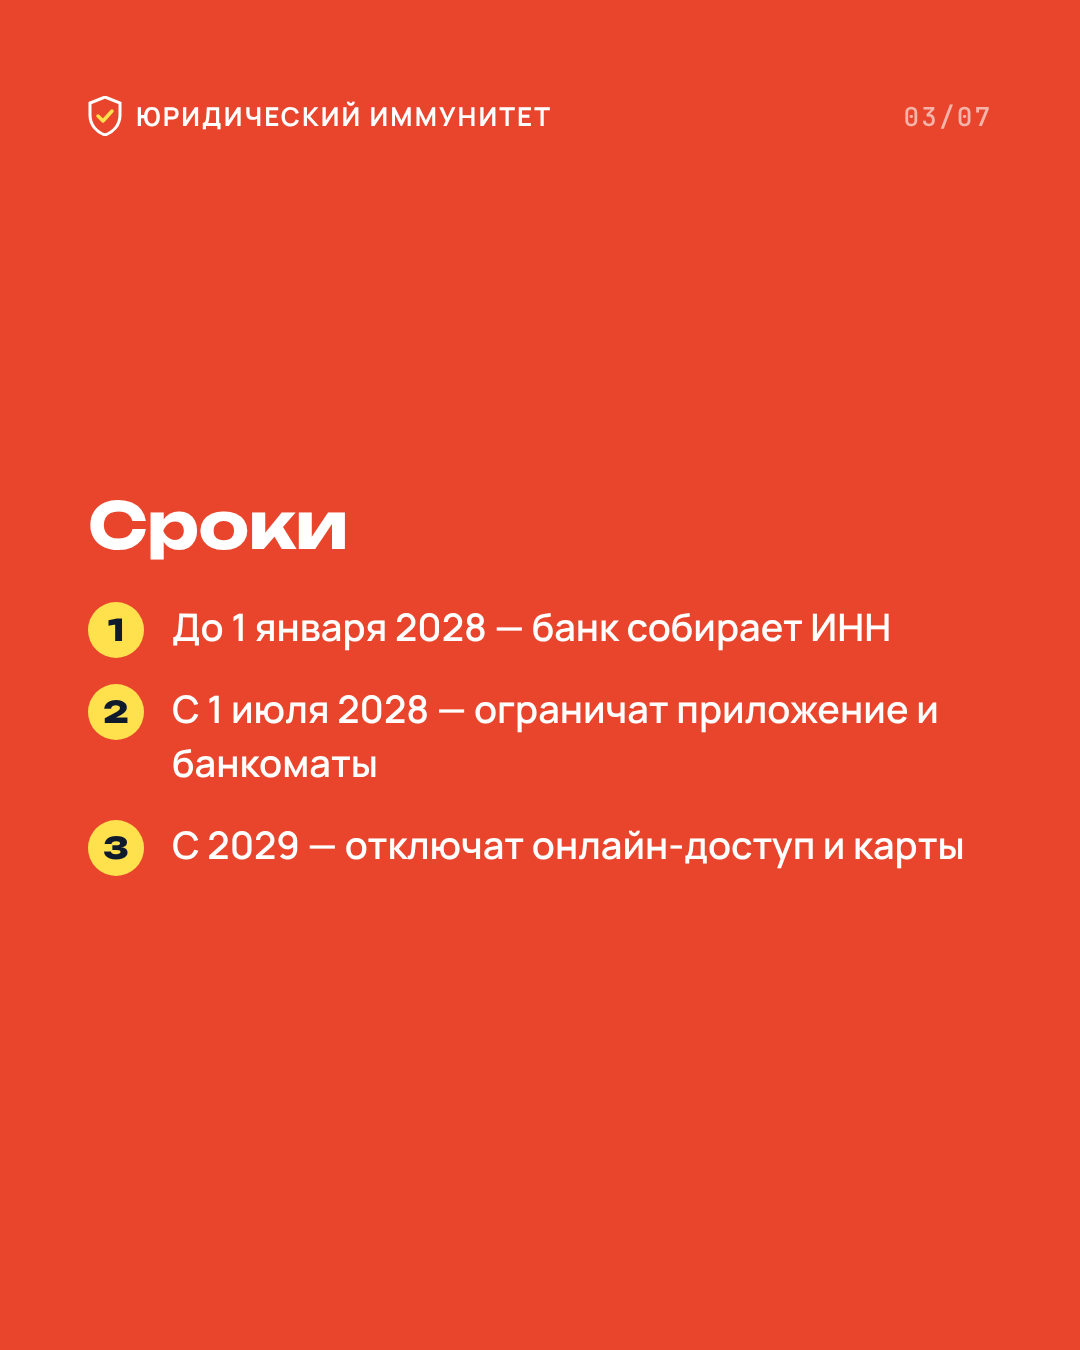 ЮРИДИЧЕСКИЙ ИММУНИТЕТ
03/07
Сроки
1 До 1 января 2028 — банк собирает ИНН
2 С 1 июля 2028 — ограничат приложение и
банкоматы
3 С 2029 — отключат онлайн-доступ и карты